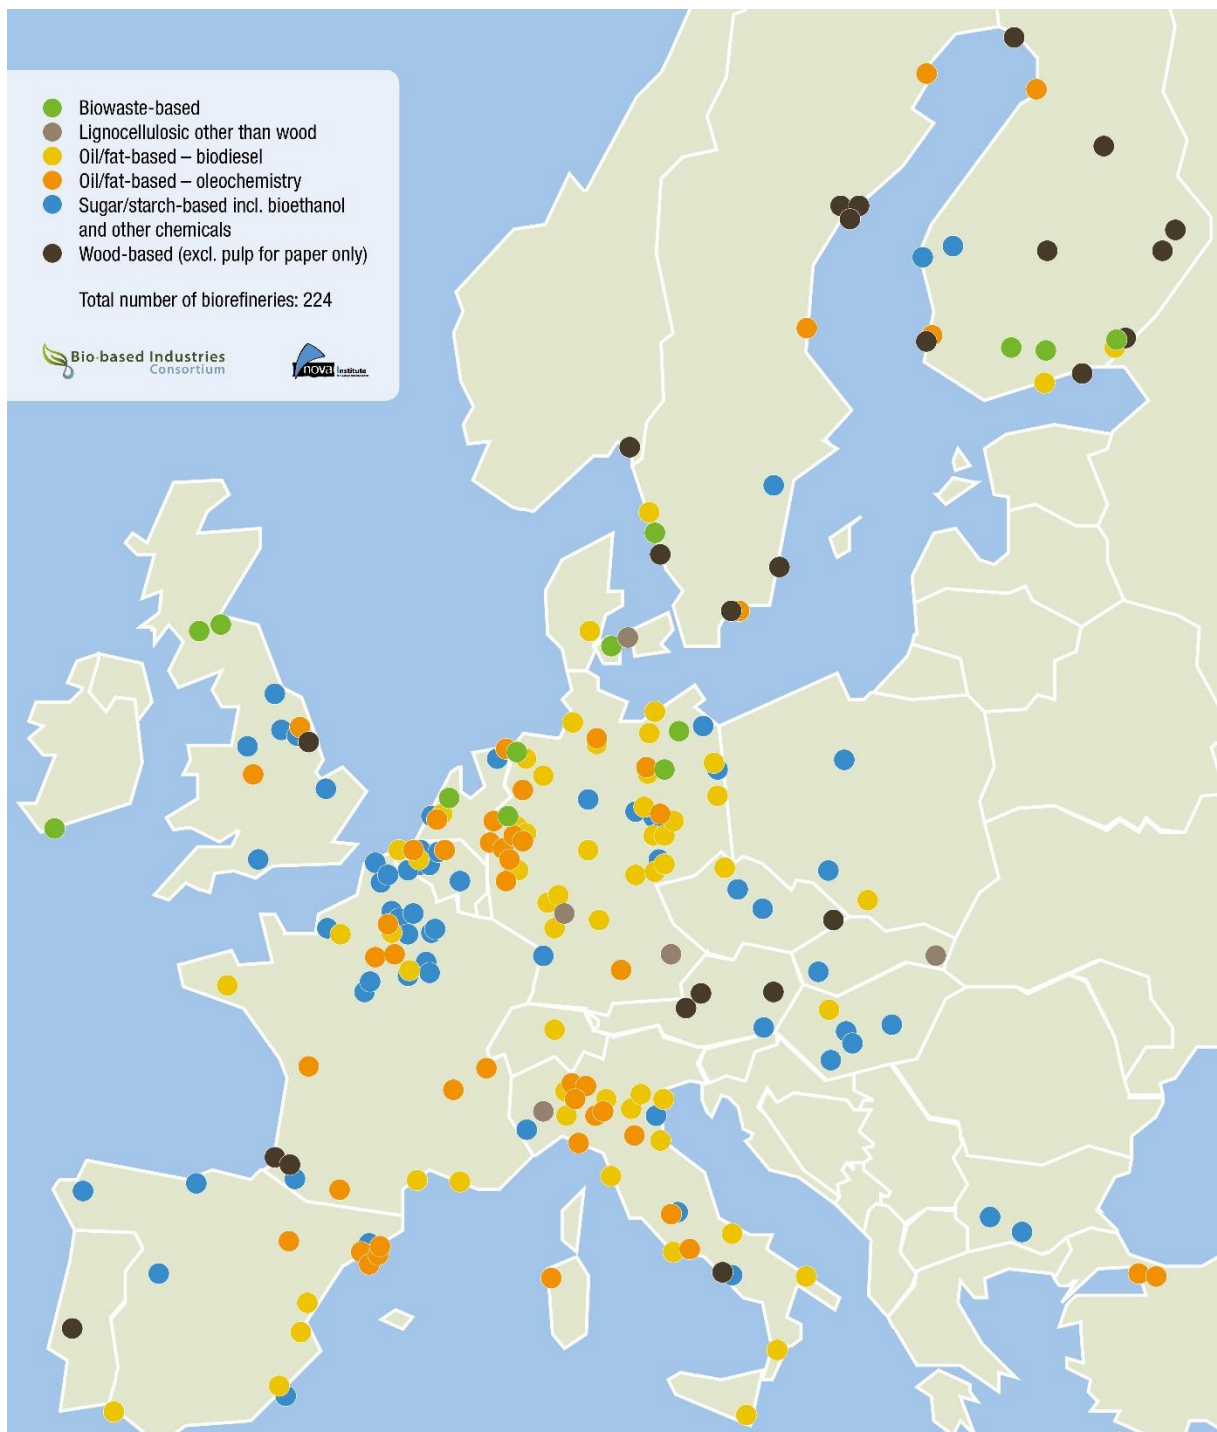 Biowaste-based
Lignocellulosic other than wood
Oil/fat-based – biodiesel
Oil/fat-based – oleochemistry
Sugar/starch-based incl. bioethanol
and other chemicals
Wood-based (excl. pulp for paper only)
Total number of biorefineries: 224
Bio-based Industries
Consortium
nova Institute